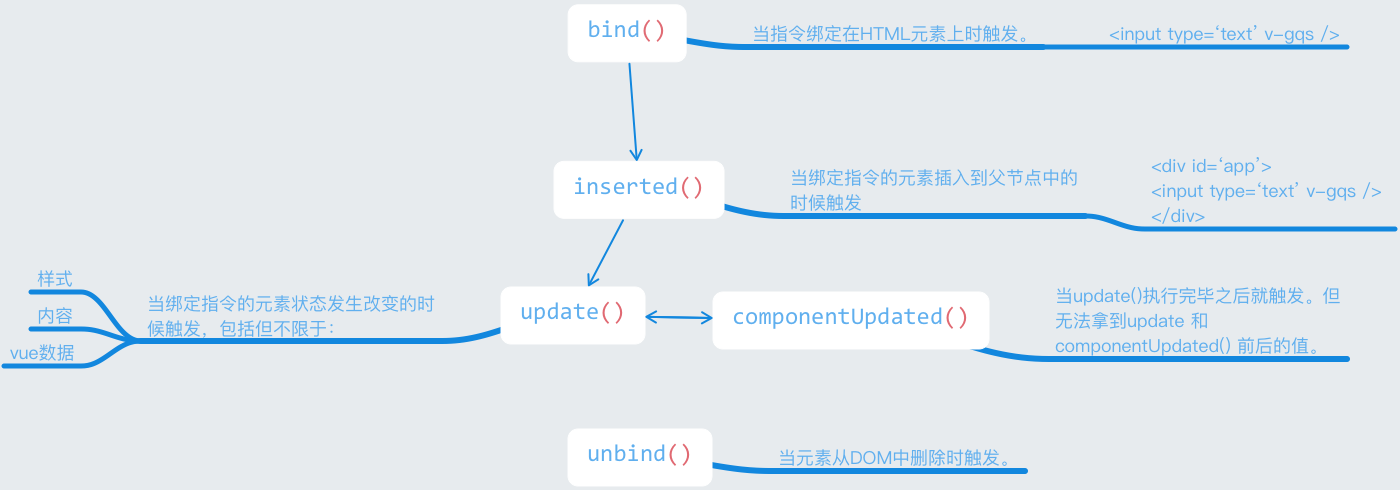 bind()
当指令绑定在HTML元素上时触发。
<input type=‘text’ v-gqs />
inserted()
当绑定指令的元素插入到父节点中的
时候触发
<div id=‘app’>
<input type=‘text’ v-gqs />
</div>
样式
内容
vue数据
当绑定指令的元素状态发生改变的时
候触发，包括但不限于：
update()
componentUpdated()
当update()执行完毕之后就触发。但
无法拿到update 和
componentUpdated() 前后的值。
unbind()
当元素从DOM中删除时触发。